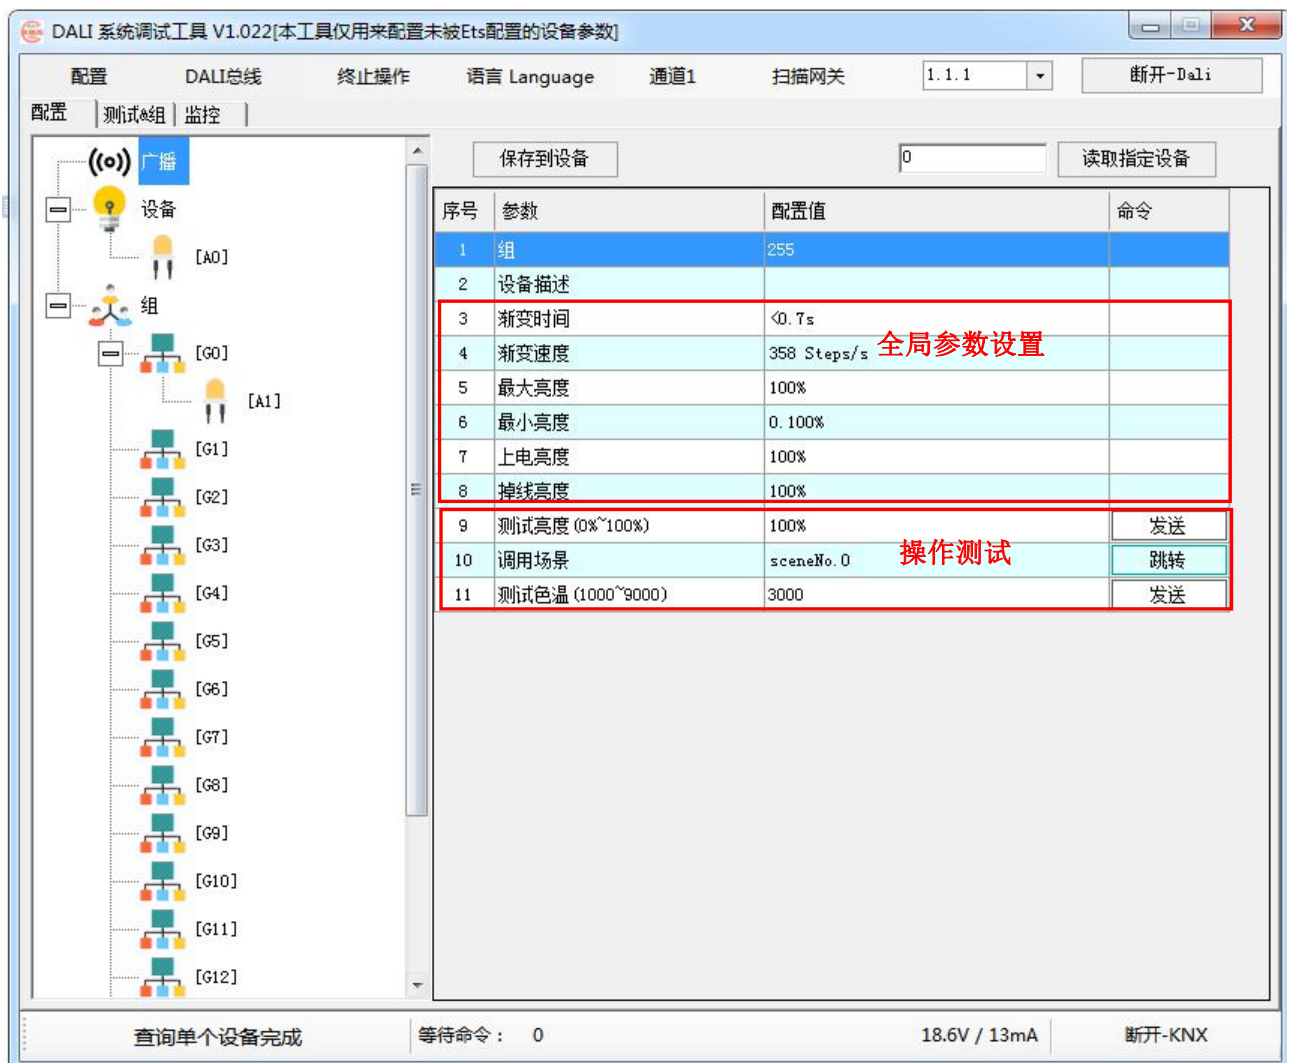 DALI 系统调试工具 V1.022[本工具仅用来配置未被Ets配置的设备参数]
配置 DALI总线 终止操作 语言 Language 通道1 扫描网关 1.1.1 断开-Dali
配置 测试&组 监控
广播
设备
[A0]
组
[G0]
[A1]
[G1]
[G2]
[G3]
[G4]
[G5]
[G6]
[G7]
[G8]
[G9]
[G10]
[G11]
[G12]
保存到设备 0 读取指定设备
序号 参数 配置值 命令
1 组 255
2 设备描述
3 渐变时间 <0.7s
4 渐变速度 358 Steps/s
全局参数设置
5 最大亮度 100%
6 最小亮度 0.100%
7 上电亮度 100%
8 掉线亮度 100%
9 测试亮度(0%~100%) 100% 发送
10 调用场景 sceneNo.0 跳转
操作测试
11 测试色温(1000~9000) 3000 发送
查询单个设备完成 等待命令： 0 18.6V / 13mA 断开-KNX